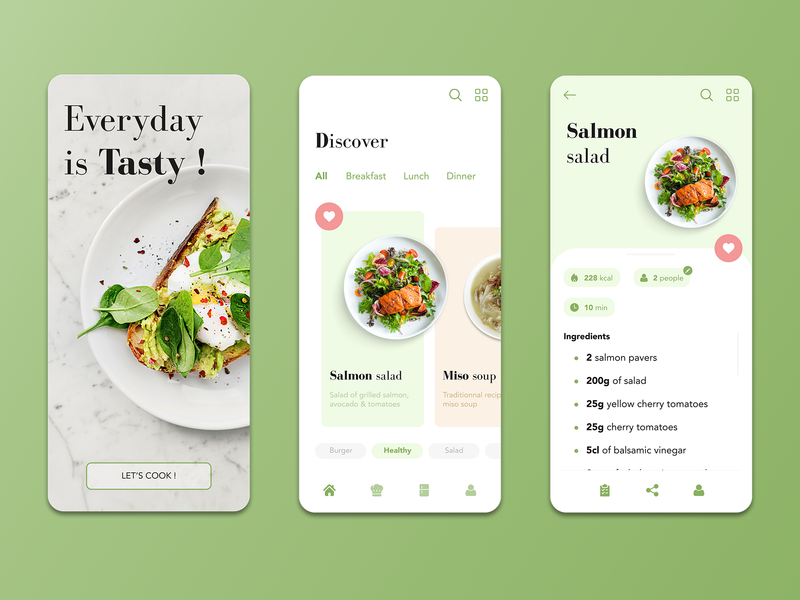 Everyday
is Tasty !
LET'S COOK !
Discover
All Breakfast Lunch Dinner
Salmon salad
Salad of grilled salmon,
avocado & tomatoes
Miso soup
Traditionnal recip
miso soup
Burger Healthy Salad
Salmon
salad
228 kcal
2 people
10 min
Ingredients
2 salmon pavers
200g of salad
25g yellow cherry tomatoes
25g cherry tomatoes
5cl of balsamic vinegar